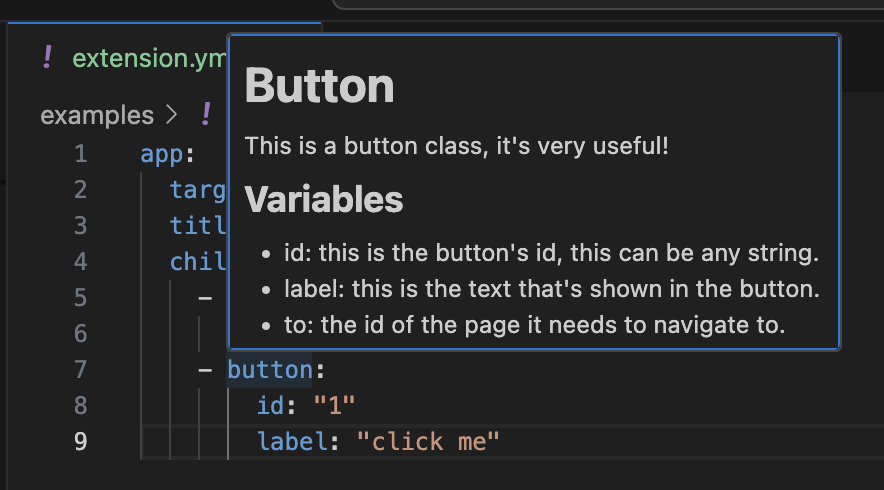 ! extension.ym
examples > !
Button
This is a button class, it's very useful!
Variables
• id: this is the button's id, this can be any string.
• label: this is the text that's shown in the button.
• to: the id of the page it needs to navigate to.
1 app:
2 targ
3 titl
4 chil
5 -
6
7 - button:
8 id: "1"
9 label: "click me"